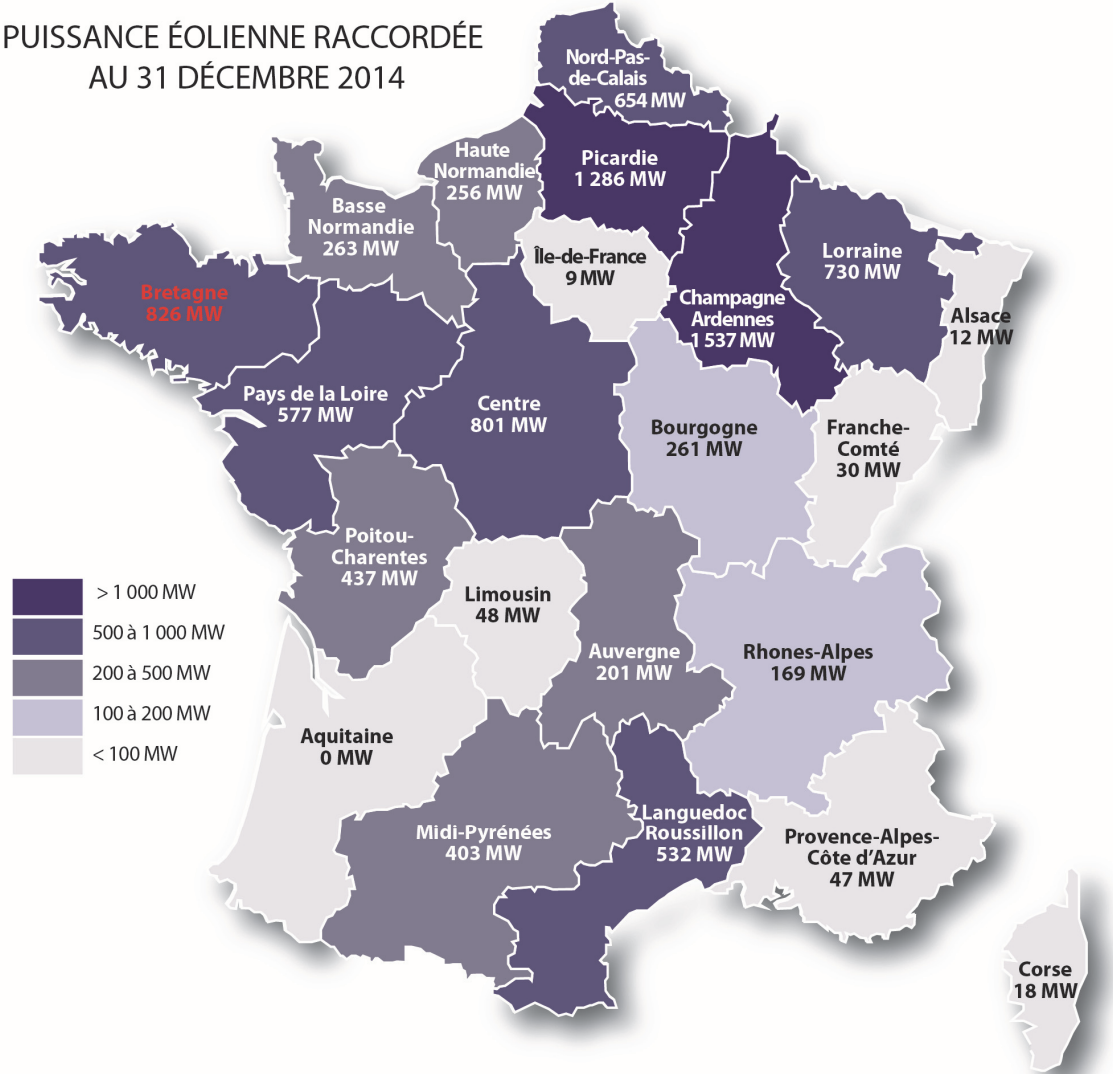 PUISSANCE ÉOLIENNE RACCORDÉE
AU 31 DÉCEMBRE 2014
Nord-Pas-
de-Calais
654 MW
Picardie
1 286 MW
Haute
Normandie
256 MW
Basse
Normandie
263 MW
Île-de-France
9 MW
Champagne
Ardennes
1 537 MW
Lorraine
730 MW
Alsace
12 MW
Bretagne
826 MW
Pays de la Loire
577 MW
Centre
801 MW
Bourgogne
261 MW
Franche-
Comté
30 MW
Poitou-
Charentes
437 MW
Limousin
48 MW
Auvergne
201 MW
Rhones-Alpes
169 MW
Aquitaine
0 MW
Midi-Pyrénées
403 MW
Languedoc
Roussillon
532 MW
Provence-Alpes-
Côte d'Azur
47 MW
Corse
18 MW
> 1 000 MW
500 à 1 000 MW
200 à 500 MW
100 à 200 MW
< 100 MW